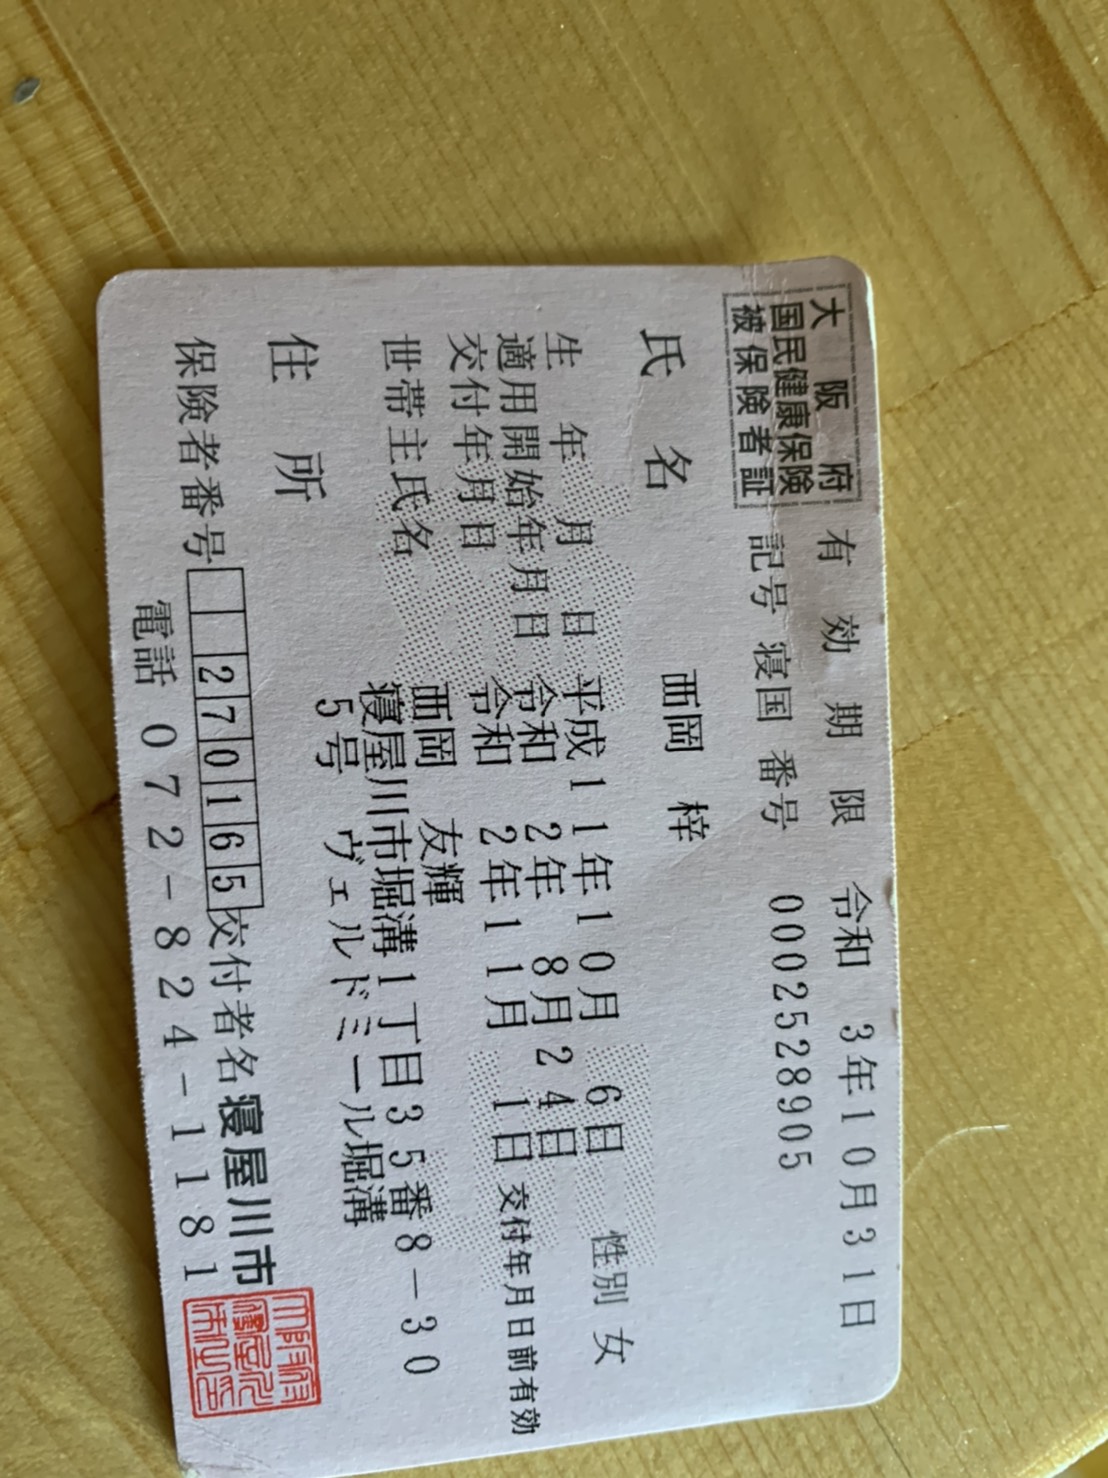 大阪府
国民健康保険
被保険者証
有効期限 令和 3年10月31日
記号 寝国 番号 0002528905
氏名 西岡 梓
生年月日 平成11年10月 6日 性別 女
適用開始年月日 令和 2年 8月24日
交付年月日 令和 2年11月 1日 交付年月日前有効
世帯主氏名 西岡 友輝
住所 寝屋川市堀溝1丁目35番8-30
5号 ヴェルドミール堀溝
保険者番号 270165 交付者名 寝屋川市
電話 072-824-1181